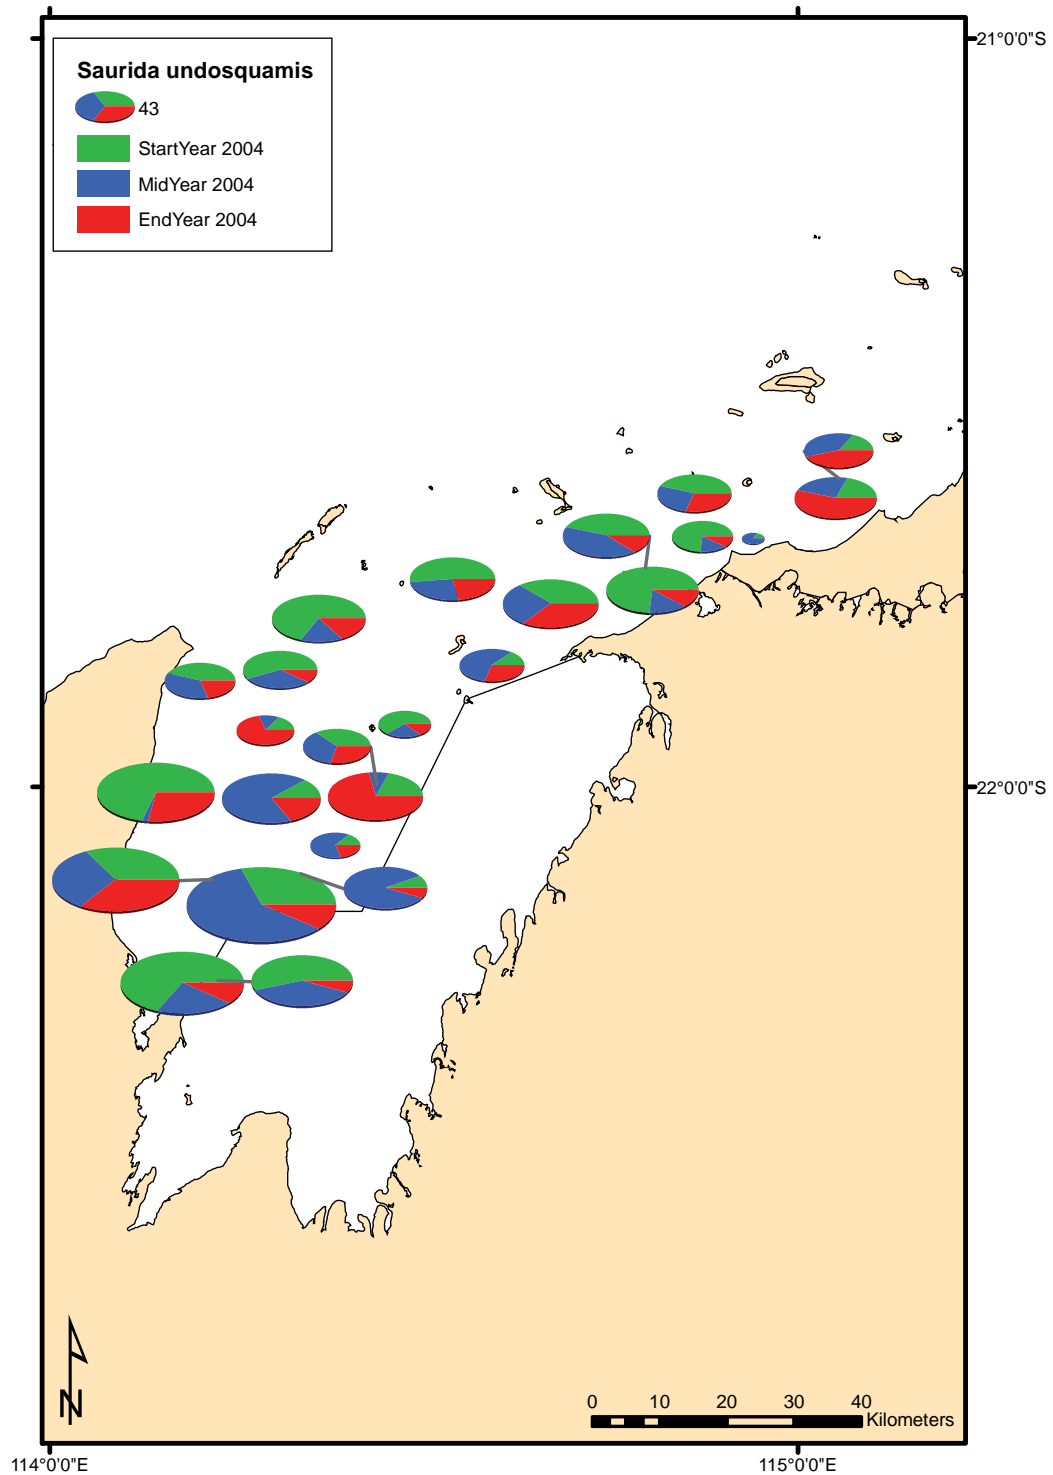 21°0'0"S
Saurida undosquamis
43
StartYear 2004
MidYear 2004
EndYear 2004
22°0'0"S
N
0 10 20 30 40
Kilometers
114°0'0"E 115°0'0"E